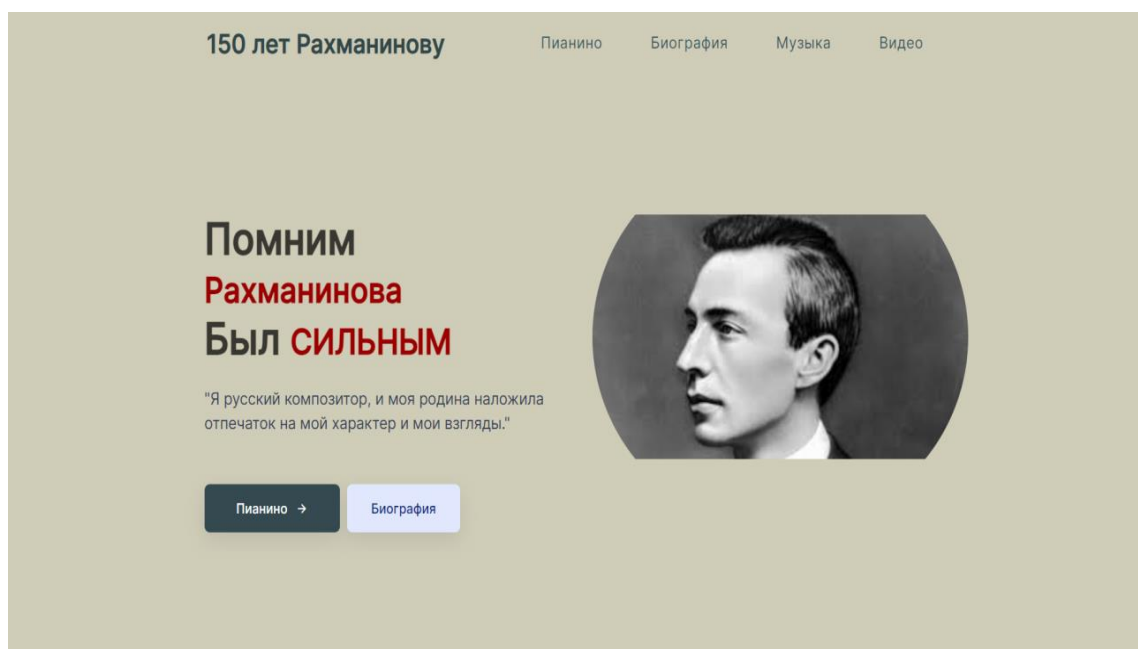 150 лет Рахманинову Пианино Биография Музыка Видео
Помним
Рахманинова
Был сильным
"Я русский композитор, и моя родина наложила
отпечаток на мой характер и мои взгляды."
Пианино → Биография